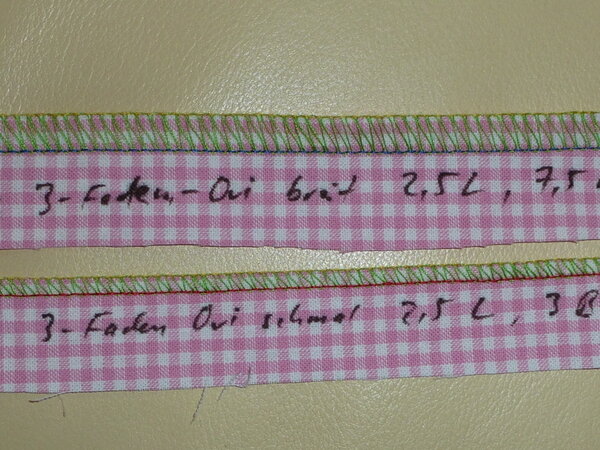 3-Faden-Ovi breit 2,5 L, 7,5
3-Faden Ovi schmal 2,5 L, 3 B